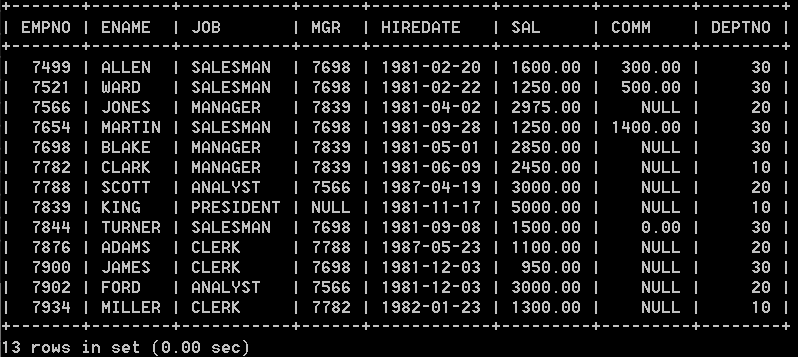 +-------+--------+-----------+------+------------+---------+---------+--------+
| EMPNO | ENAME  | JOB       | MGR  | HIREDATE   | SAL     | COMM    | DEPTNO |
+-------+--------+-----------+------+------------+---------+---------+--------+
|  7499 | ALLEN  | SALESMAN  | 7698 | 1981-02-20 | 1600.00 |  300.00 |     30 |
|  7521 | WARD   | SALESMAN  | 7698 | 1981-02-22 | 1250.00 |  500.00 |     30 |
|  7566 | JONES  | MANAGER   | 7839 | 1981-04-02 | 2975.00 |    NULL |     20 |
|  7654 | MARTIN | SALESMAN  | 7698 | 1981-09-28 | 1250.00 | 1400.00 |     30 |
|  7698 | BLAKE  | MANAGER   | 7839 | 1981-05-01 | 2850.00 |    NULL |     30 |
|  7782 | CLARK  | MANAGER   | 7839 | 1981-06-09 | 2450.00 |    NULL |     10 |
|  7788 | SCOTT  | ANALYST   | 7566 | 1987-04-19 | 3000.00 |    NULL |     20 |
|  7839 | KING   | PRESIDENT | NULL | 1981-11-17 | 5000.00 |    NULL |     10 |
|  7844 | TURNER | SALESMAN  | 7698 | 1981-09-08 | 1500.00 |    0.00 |     30 |
|  7876 | ADAMS  | CLERK     | 7788 | 1987-05-23 | 1100.00 |    NULL |     20 |
|  7900 | JAMES  | CLERK     | 7698 | 1981-12-03 |  950.00 |    NULL |     30 |
|  7902 | FORD   | ANALYST   | 7566 | 1981-12-03 | 3000.00 |    NULL |     20 |
|  7934 | MILLER | CLERK     | 7782 | 1982-01-23 | 1300.00 |    NULL |     10 |
+-------+--------+-----------+------+------------+---------+---------+--------+
13 rows in set (0.00 sec)